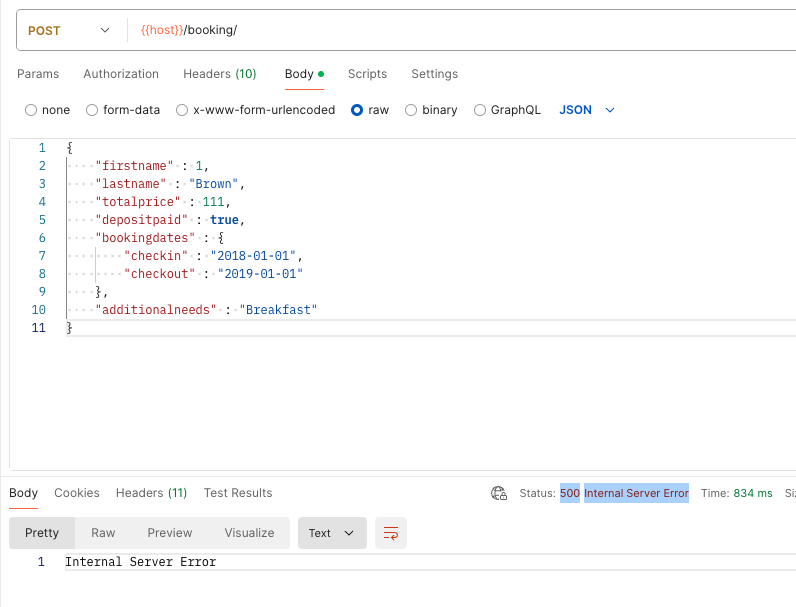 POST {{host}}/booking/
Params Authorization Headers (10) Body Scripts Settings
none form-data x-www-form-urlencoded raw binary GraphQL JSON
1 {
2 "firstname" : 1,
3 "lastname" : "Brown",
4 "totalprice" : 111,
5 "depositpaid" : true,
6 "bookingdates" : {
7 "checkin" : "2018-01-01",
8 "checkout" : "2019-01-01"
9 },
10 "additionalneeds" : "Breakfast"
11 }
Body Cookies Headers (11) Test Results Status: 500 Internal Server Error Time: 834 ms
Pretty Raw Preview Visualize Text
1 Internal Server Error